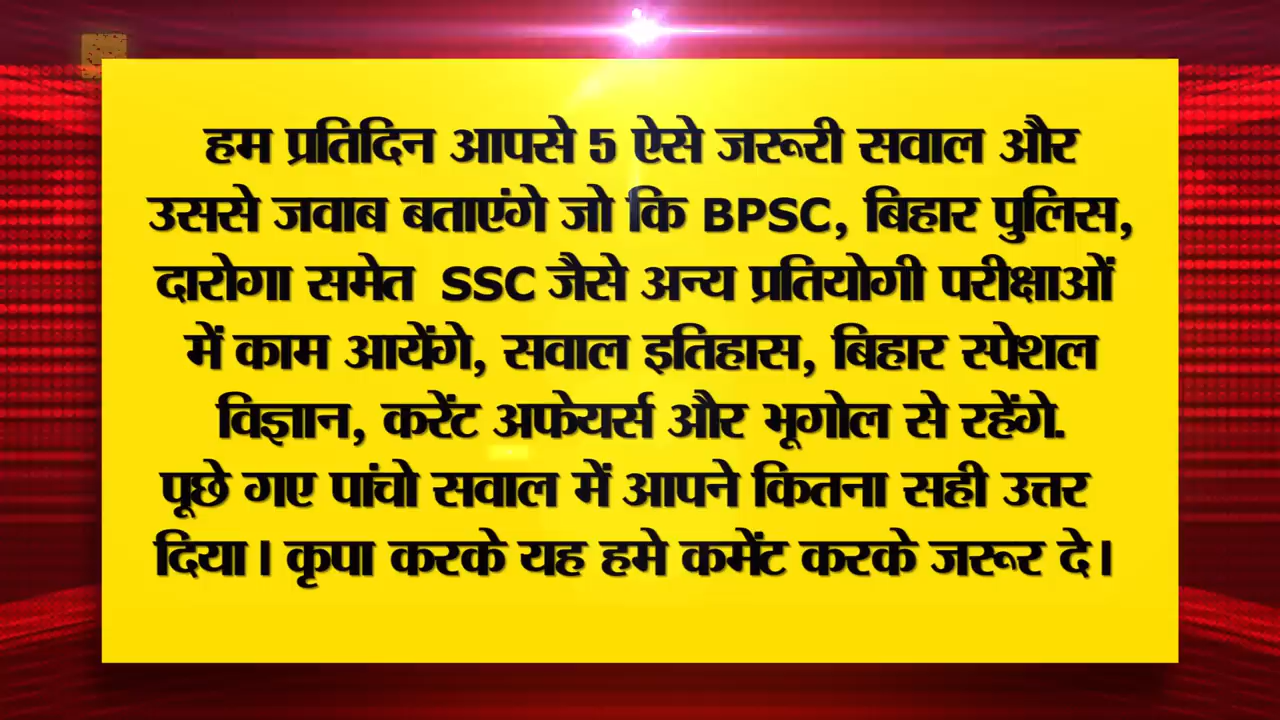 हम प्रतिदिन आपसे 5 ऐसे जरूरी सवाल और
उससे जवाब बताएंगे जो कि BPSC, बिहार पुलिस,
दारोगा समेत SSC जैसे अन्य प्रतियोगी परीक्षाओं
में काम आयेंगे, सवाल इतिहास, बिहार स्पेशल
विज्ञान, करेंट अफेयर्स और भूगोल से रहेंगे.
पूछे गए पांचो सवाल में आपने कितना सही उत्तर
दिया। कृपा करके यह हमे कमेंट करके जरूर दे।